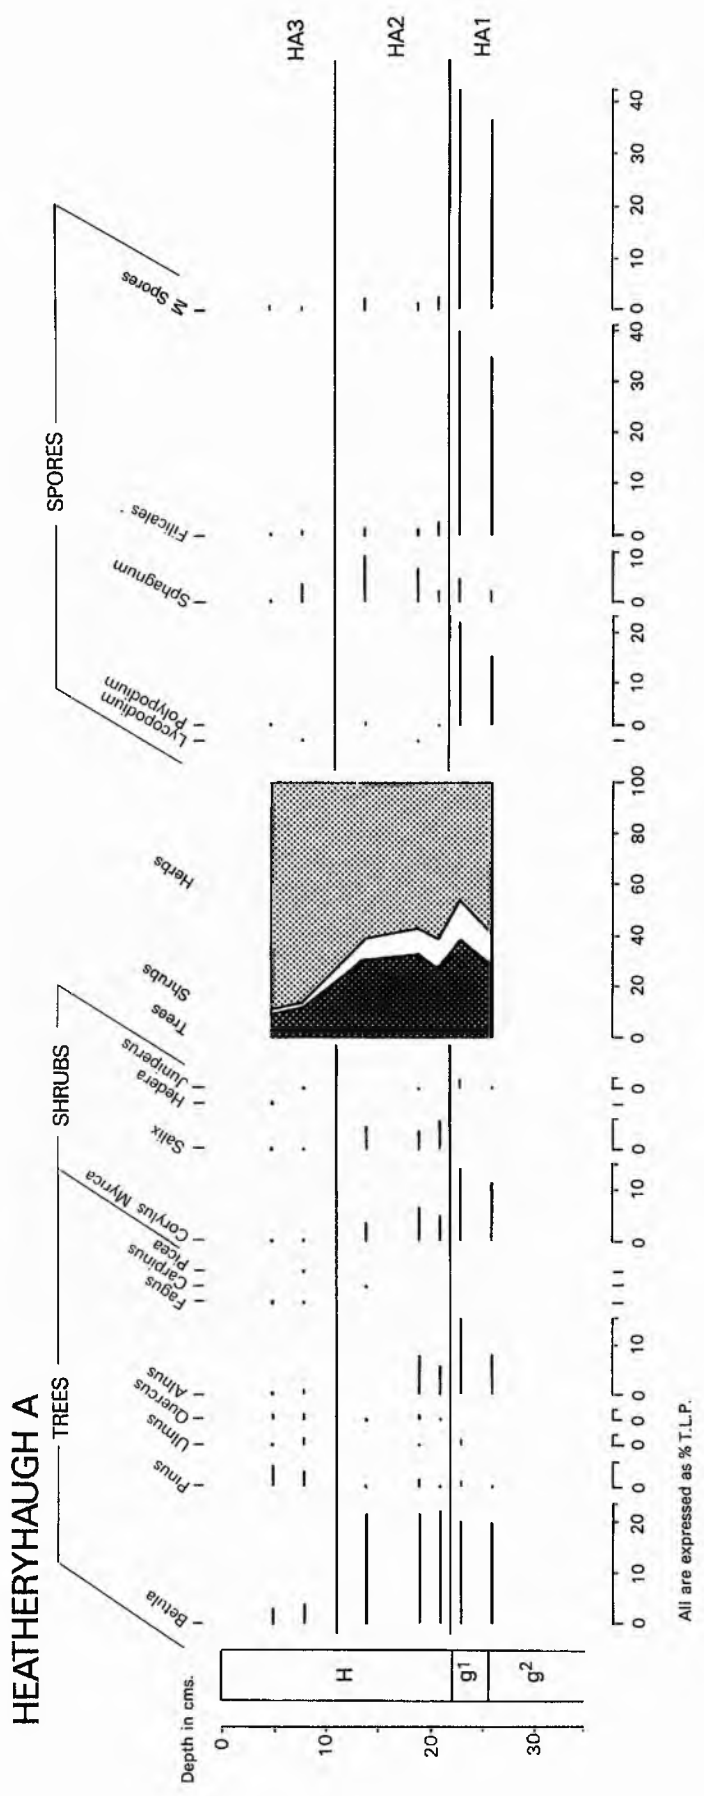 HEATHERYHAUGH A
TREES
SHRUBS
SPORES
Depth in cms.
Betula
Pinus
Ulmus
Quercus
Alnus
Fagus
Carpinus
Picea
Corylus Myrica
Salix
Hedera
Juniperus
Trees
Shrubs
Herbs
Lycopodium
Polypodium
Sphagnum
Filicales
M Spores
HA3
HA2
HA1
0
10
20
30
H
g1
g2
0 10 20
0
0
0
0 10
0 10
0
0
0 20 40 60 80 100
0 10 20
0 10
0 10 20 30 40
0 10 20 30 40
All are expressed as % T.L.P.